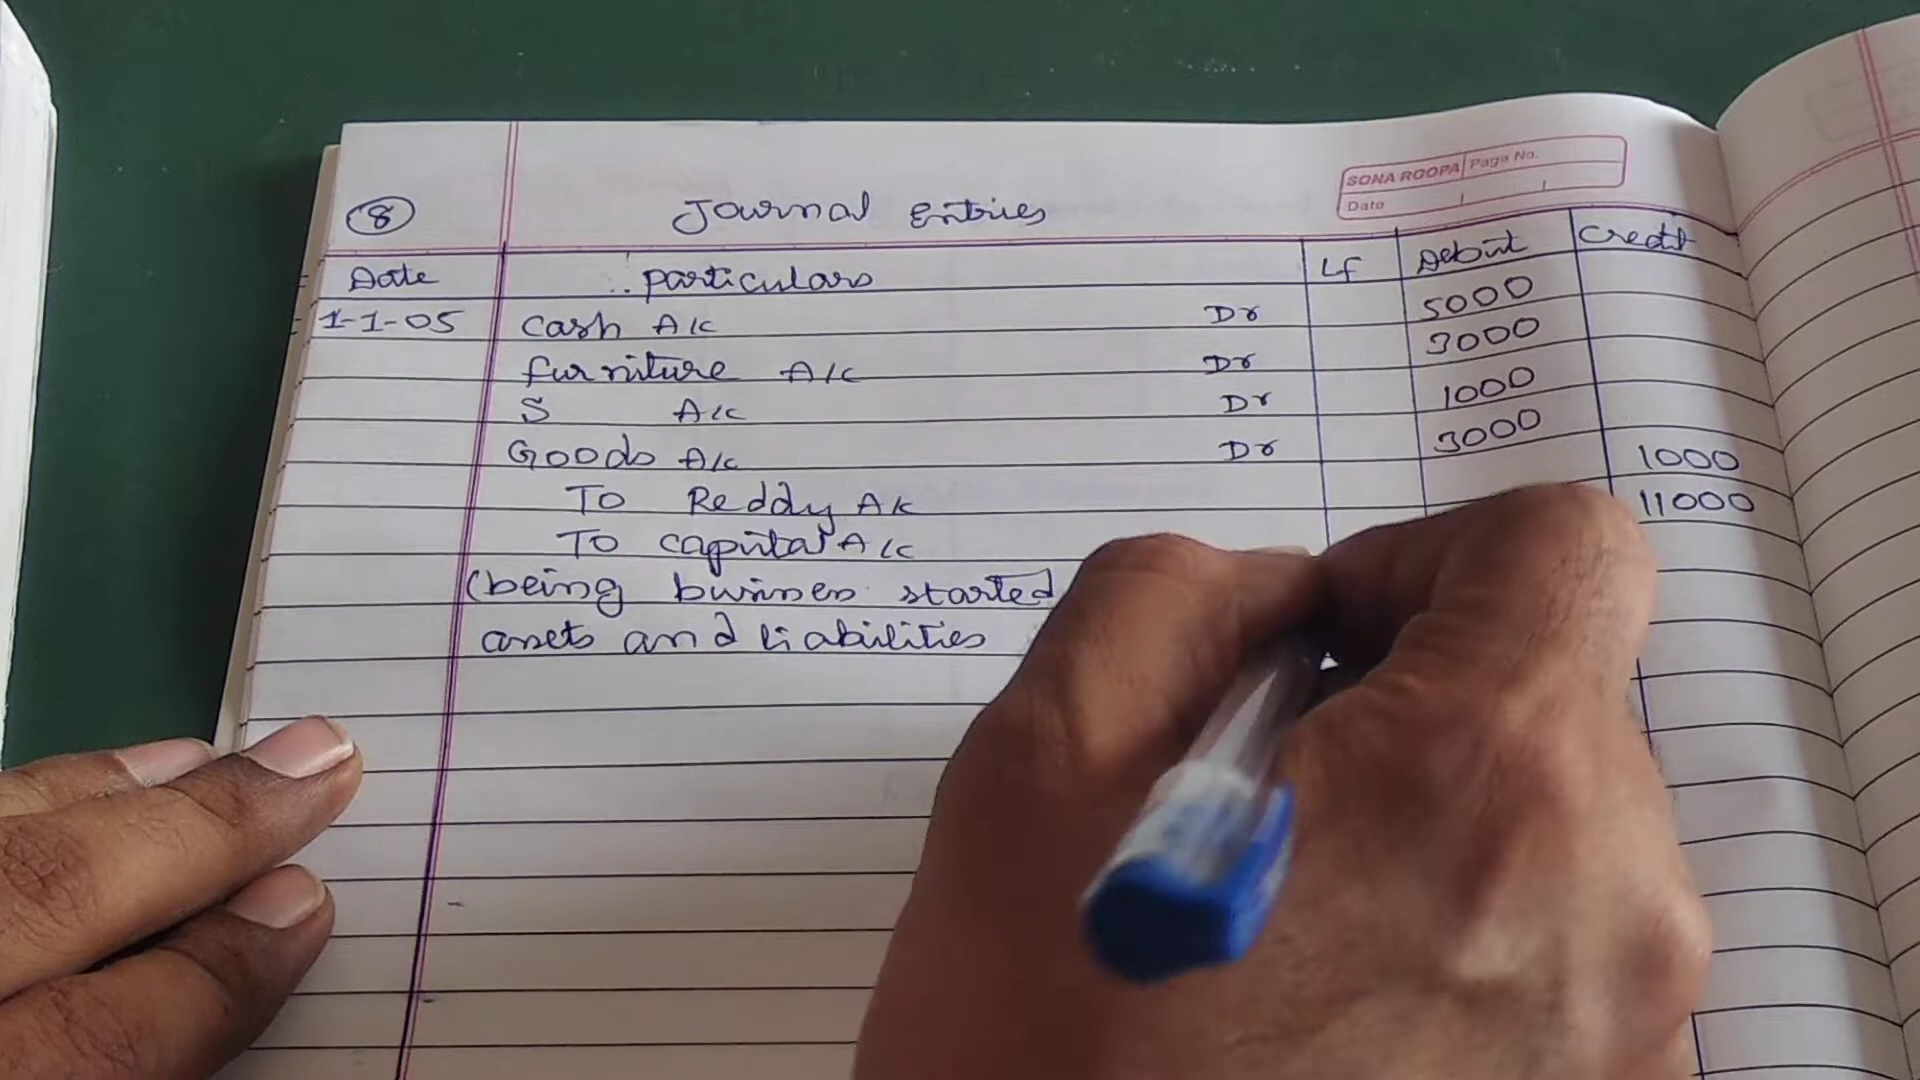 SONA ROOPA Page No.
Date
8 Journal Entries
Date particulars LF Debit Credit
1-1-05 Cash A/c Dr 5000
furniture A/c Dr 3000
S A/c Dr 1000
Goods A/c Dr 3000
To Reddy A/c 1000
To capital A/c 11000
(being business started
assets and liabilities